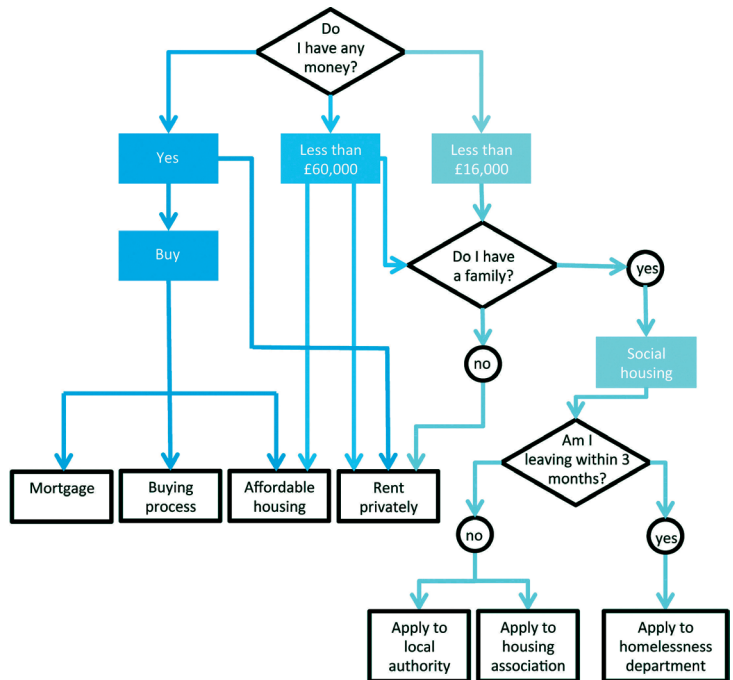 Do
I have any
money?
Yes
Less than
£60,000
Less than
£16,000
Buy
Do I have
a family?
yes
no
Social
housing
Am I
leaving within 3
months?
Mortgage
Buying
process
Affordable
housing
Rent
privately
no
yes
Apply to
local
authority
Apply to
housing
association
Apply to
homelessness
department